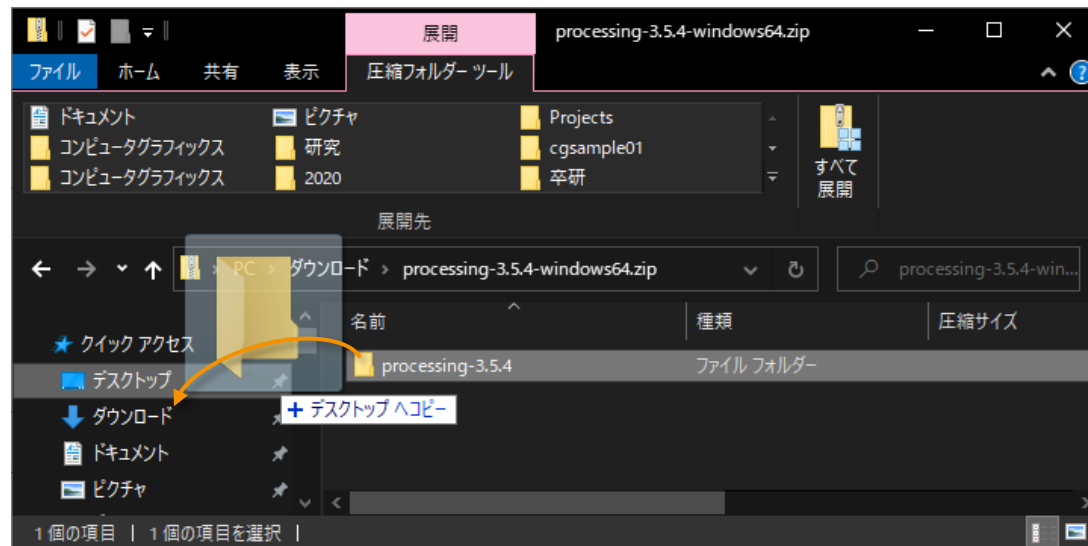 展開
processing-3.5.4-windows64.zip
ファイル ホーム 共有 表示 圧縮フォルダー ツール
ドキュメント ピクチャ Projects
コンピュータグラフィックス 研究 cgsample01
コンピュータグラフィックス 2020 卒研
すべて
展開
展開先
PC › ダウンロード › processing-3.5.4-windows64.zip
processing-3.5.4-win...
名前 種類 圧縮サイズ
クイック アクセス
processing-3.5.4 ファイル フォルダー
デスクトップ
+ デスクトップ へコピー
ダウンロード
ドキュメント
ピクチャ
1 個の項目 | 1 個の項目を選択 |